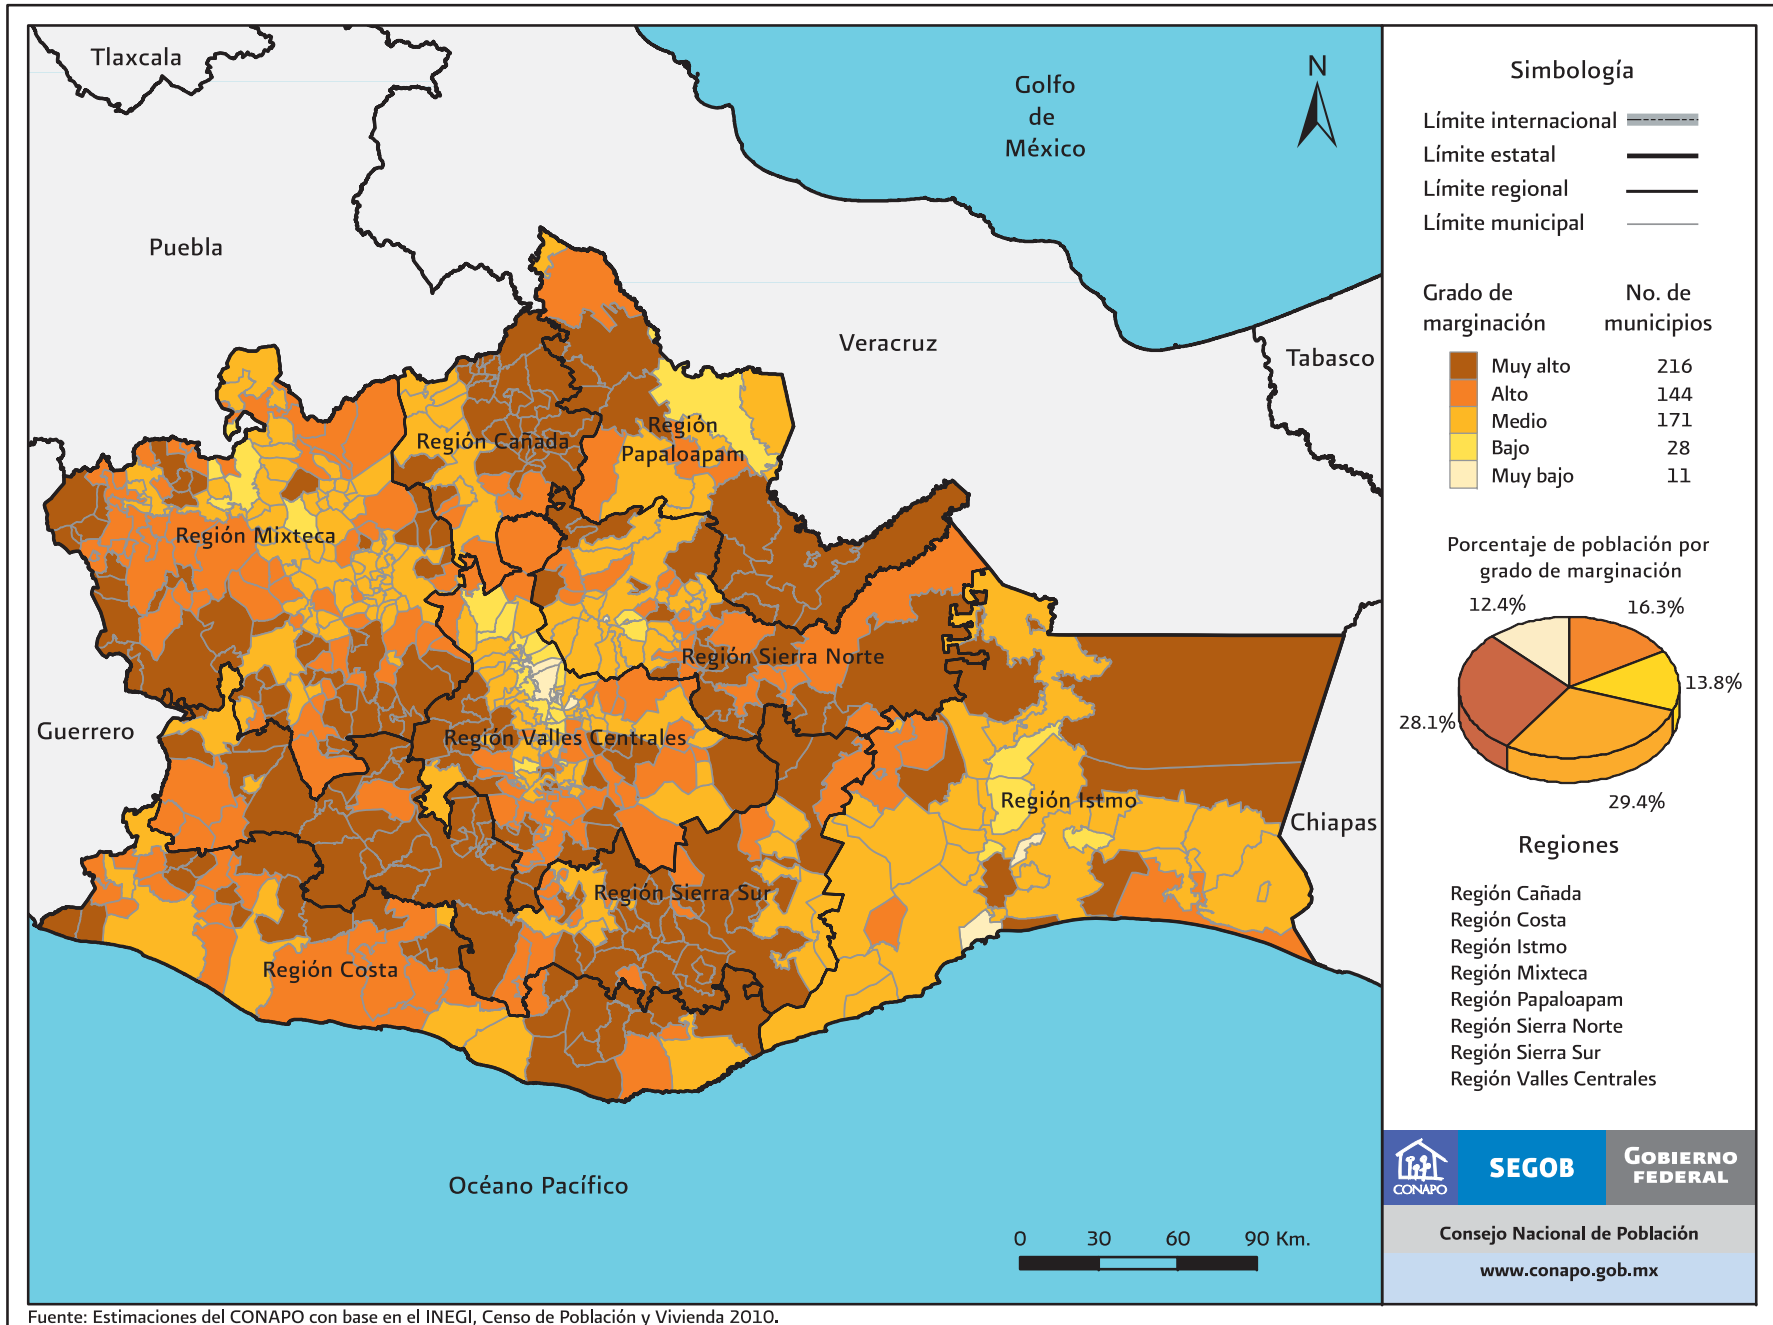 Tlaxcala
Puebla
Golfo
de
México
N
Veracruz
Tabasco
Región Cañada
Región
Papaloapam
Región Mixteca
Región Sierra Norte
Guerrero
Región Valles Centrales
Región Istmo
Chiapas
Región Sierra Sur
Región Costa
Océano Pacífico
0 30 60 90 Km.
Simbología
Límite internacional
Límite estatal
Límite regional
Límite municipal
Grado de No. de
marginación municipios
Muy alto 216
Alto 144
Medio 171
Bajo 28
Muy bajo 11
Porcentaje de población por
grado de marginación
12.4% 16.3%
13.8%
28.1%
29.4%
Regiones
Región Cañada
Región Costa
Región Istmo
Región Mixteca
Región Papaloapam
Región Sierra Norte
Región Sierra Sur
Región Valles Centrales
CONAPO
SEGOB
GOBIERNO
FEDERAL
Consejo Nacional de Población
www.conapo.gob.mx
Fuente: Estimaciones del CONAPO con base en el INEGI, Censo de Población y Vivienda 2010.